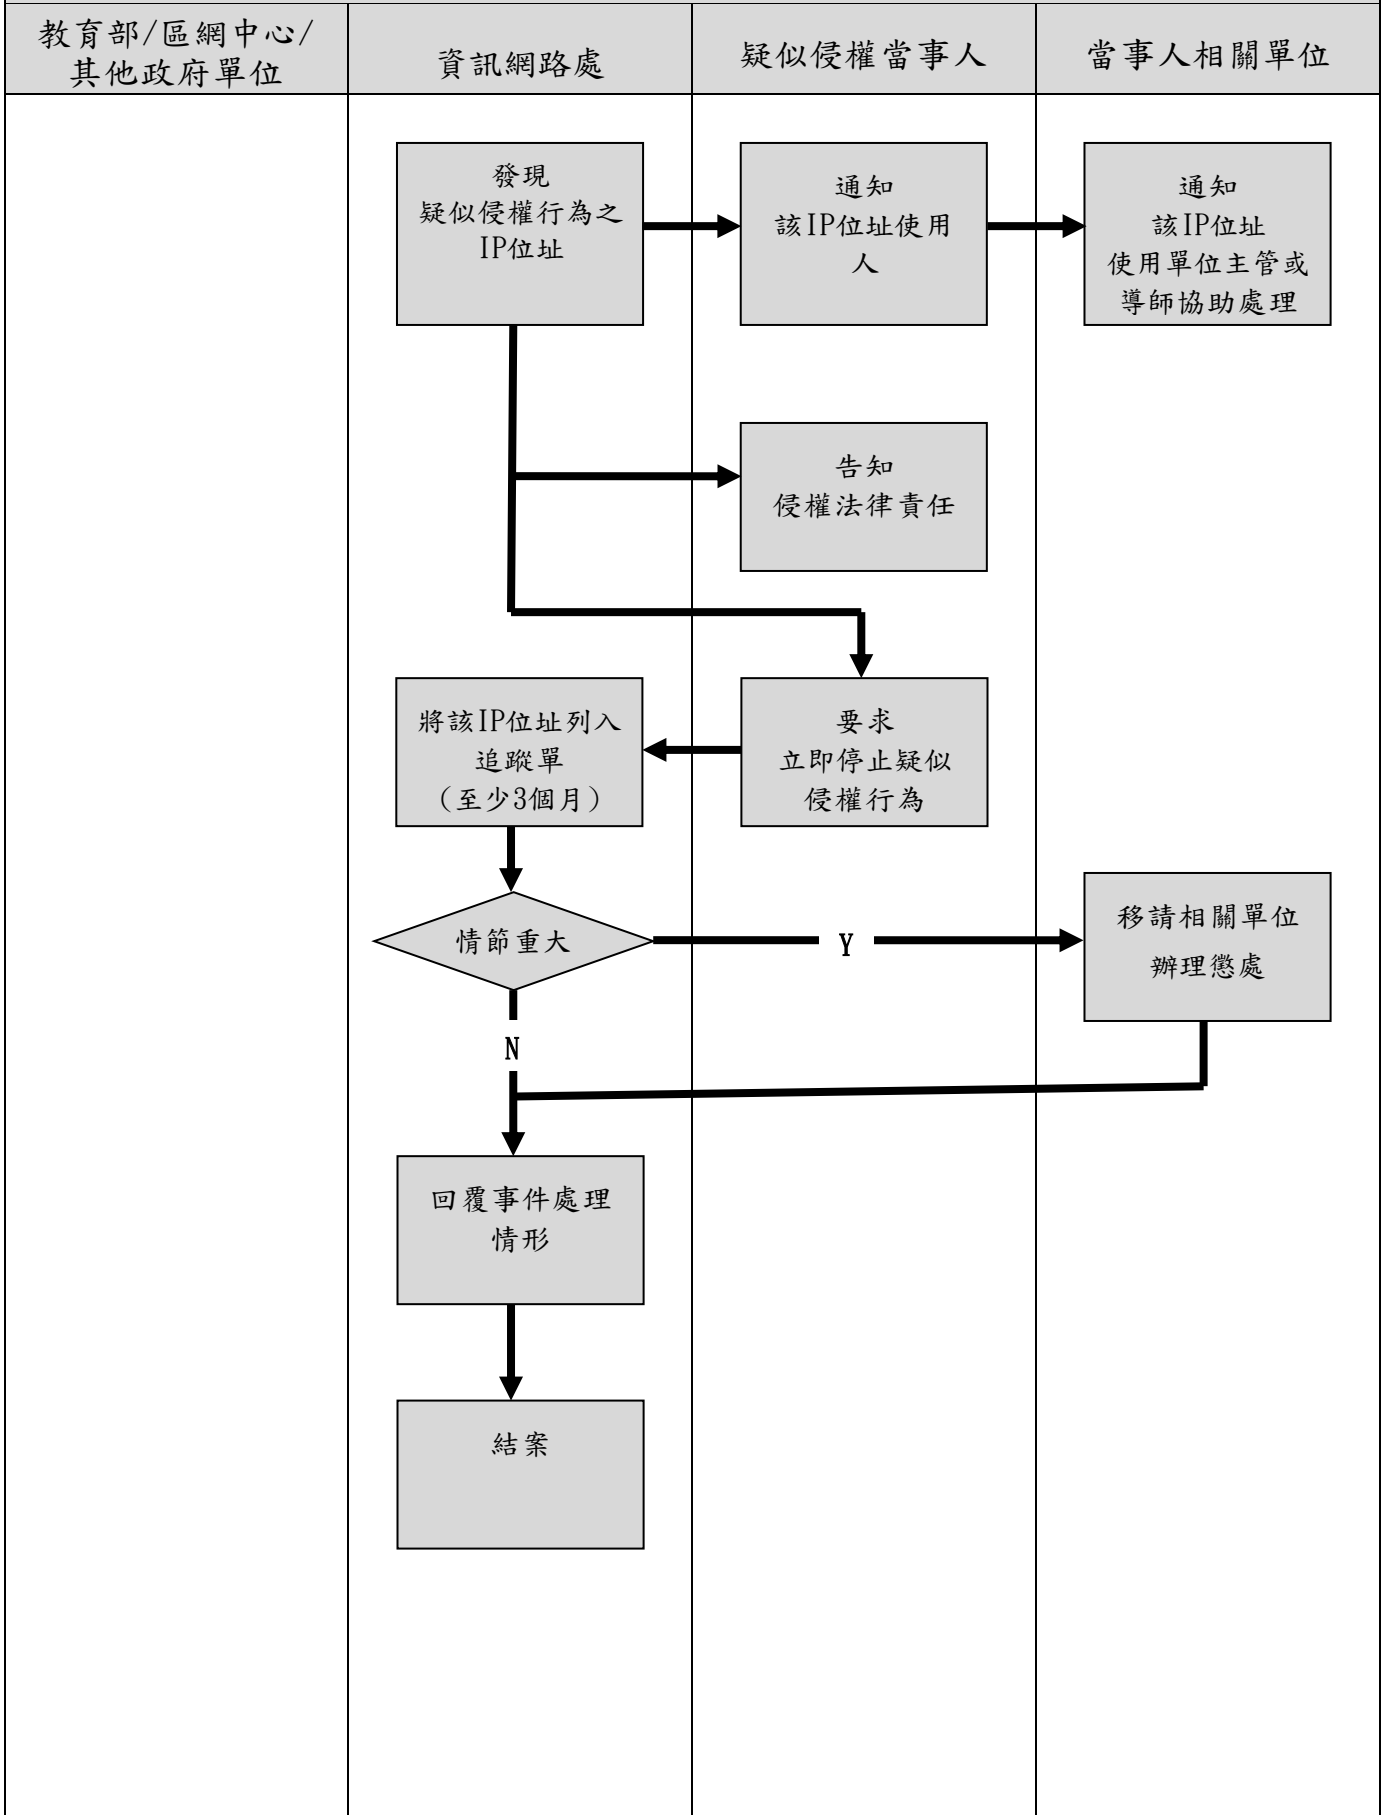 教育部/區網中心/
其他政府單位
資訊網路處
疑似侵權當事人
當事人相關單位
發現
疑似侵權行為之
IP位址
通知
該IP位址使用
人
通知
該IP位址
使用單位主管或
導師協助處理
告知
侵權法律責任
將該IP位址列入
追蹤單
（至少3個月）
要求
立即停止疑似
侵權行為
情節重大
Y
移請相關單位
辦理懲處
N
回覆事件處理
情形
結案